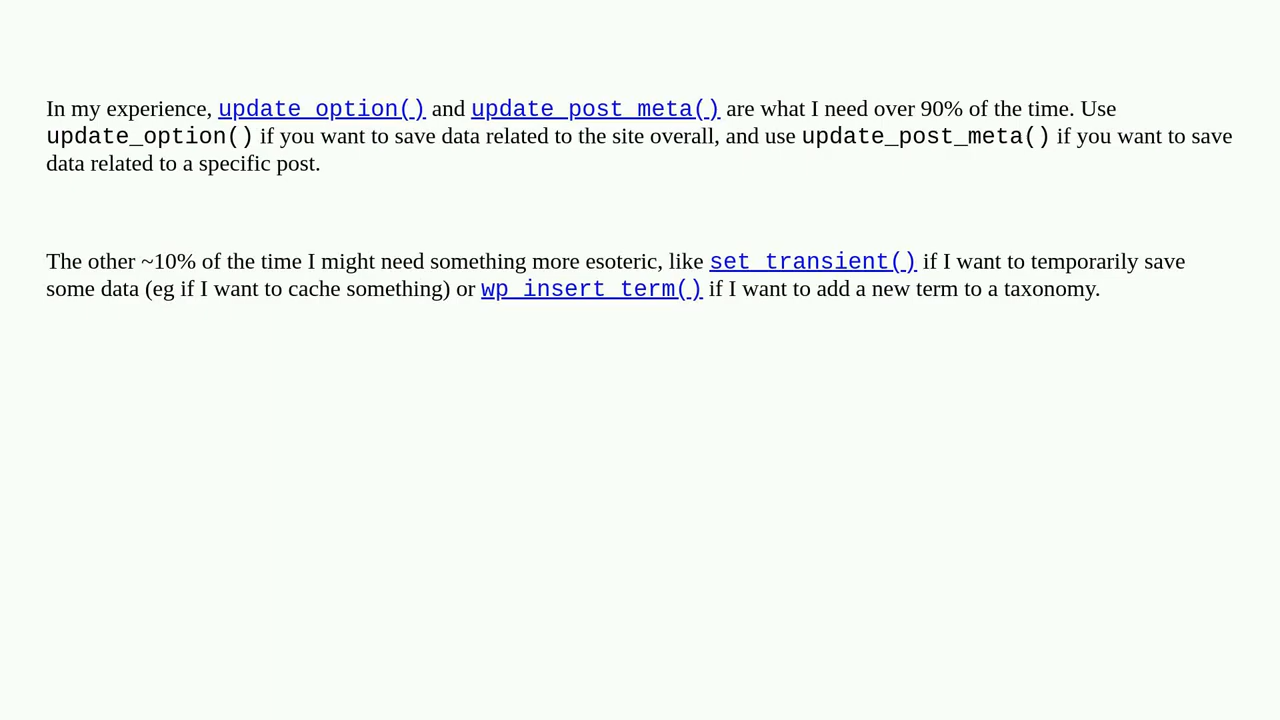 In my experience, update_option() and update_post_meta() are what I need over 90% of the time. Use
update_option() if you want to save data related to the site overall, and use update_post_meta() if you want to save
data related to a specific post.
The other ~10% of the time I might need something more esoteric, like set_transient() if I want to temporarily save
some data (eg if I want to cache something) or wp_insert_term() if I want to add a new term to a taxonomy.